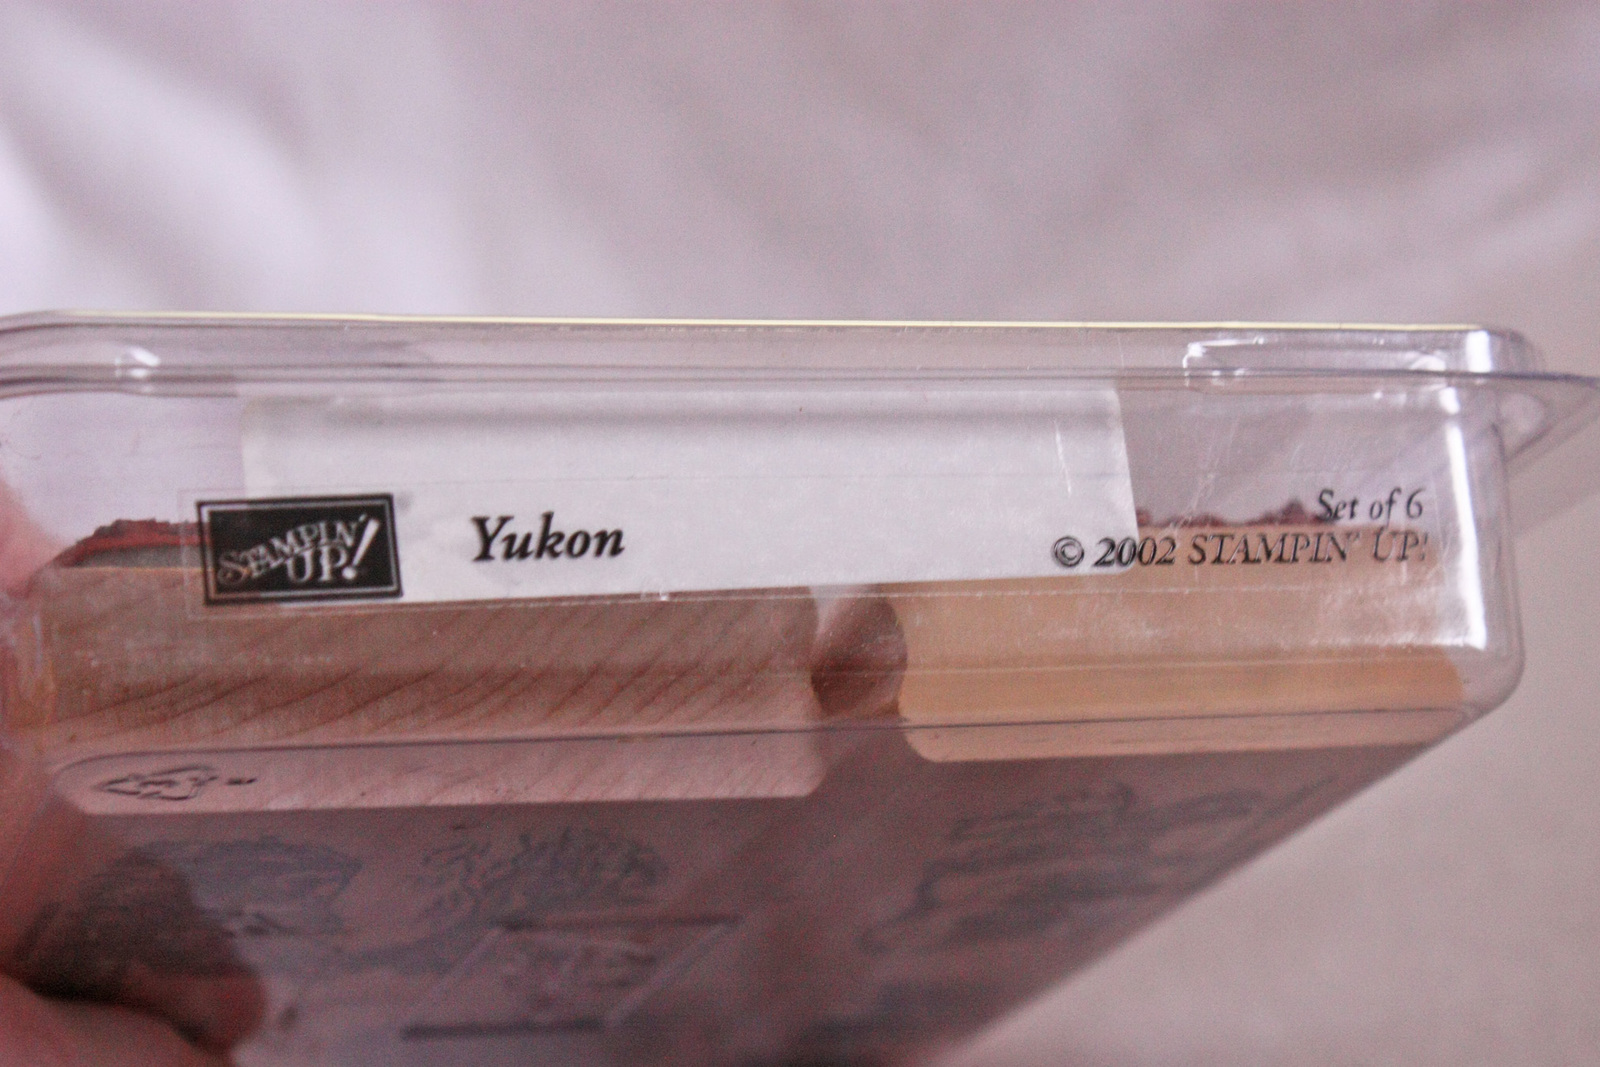 STAMPIN' UP!
Yukon
Set of 6
© 2002 STAMPIN' UP!